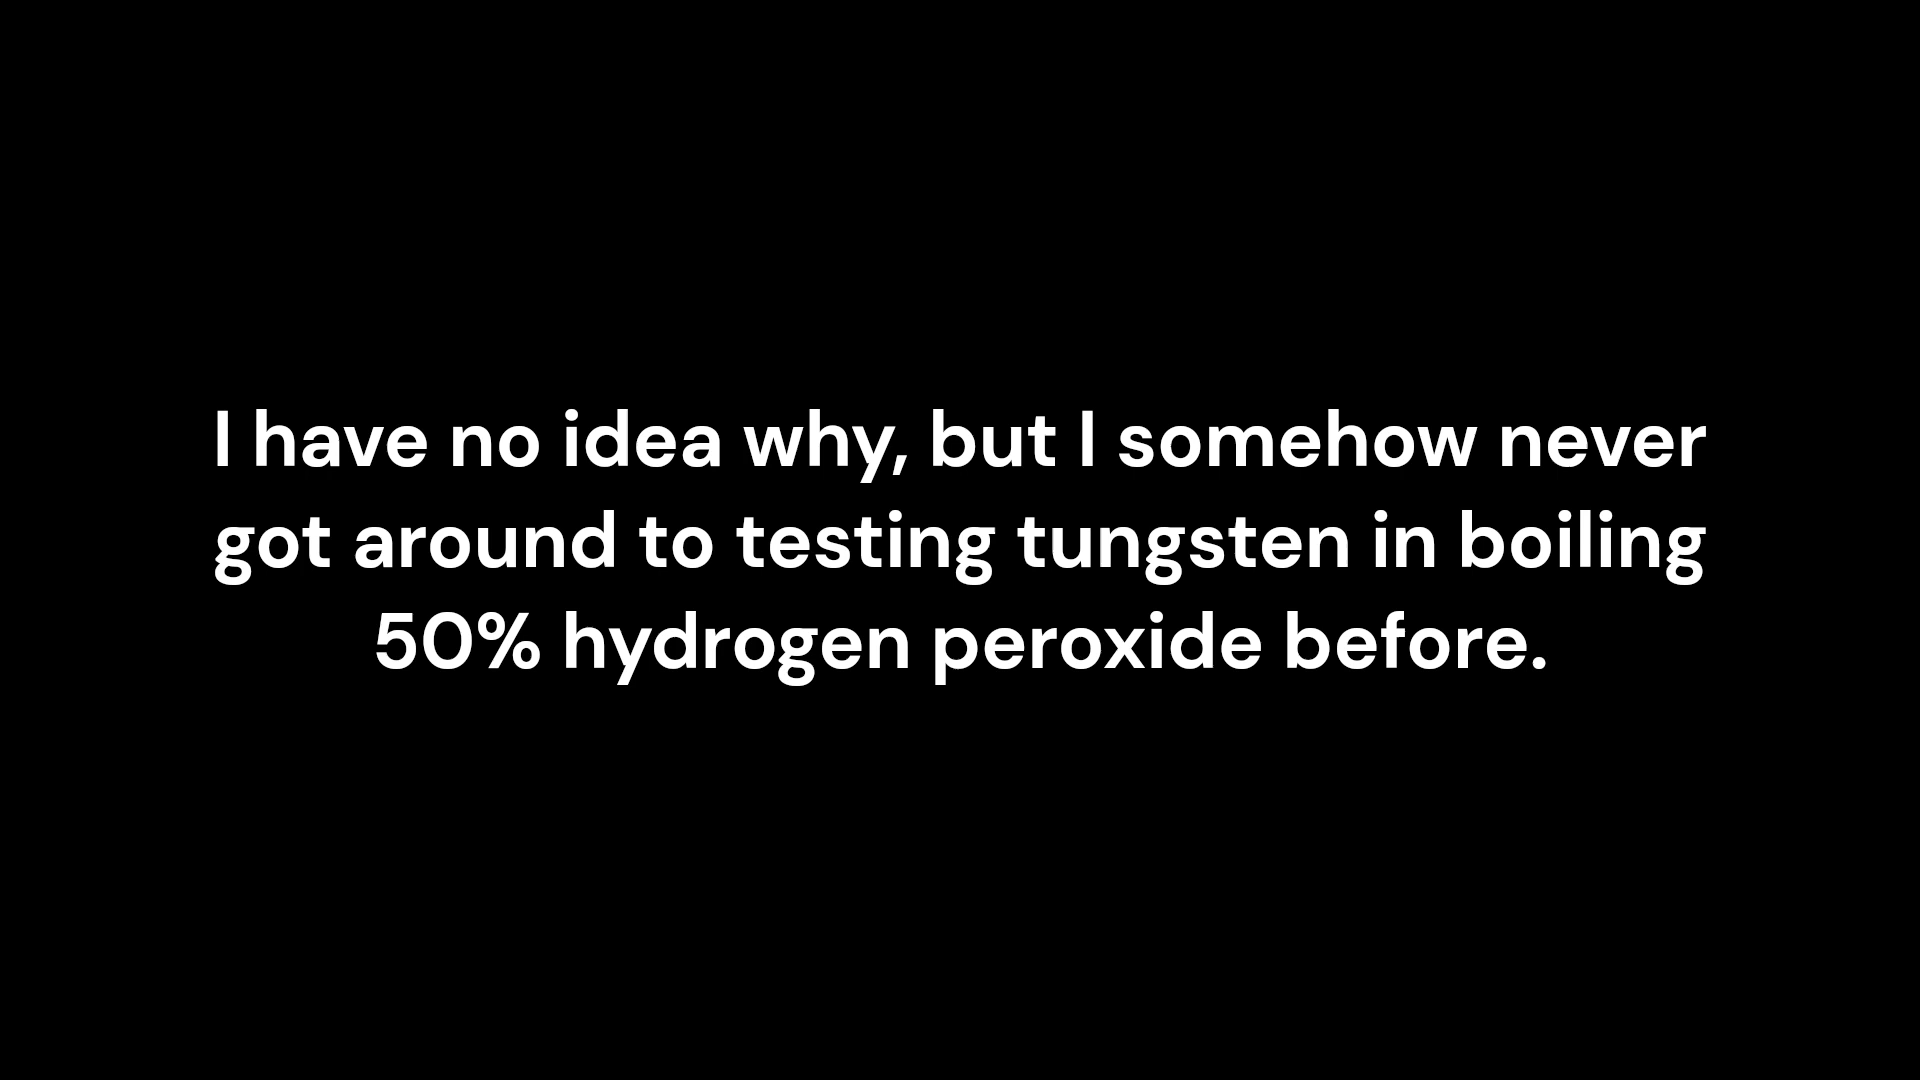 I have no idea why, but I somehow never
got around to testing tungsten in boiling
50% hydrogen peroxide before.